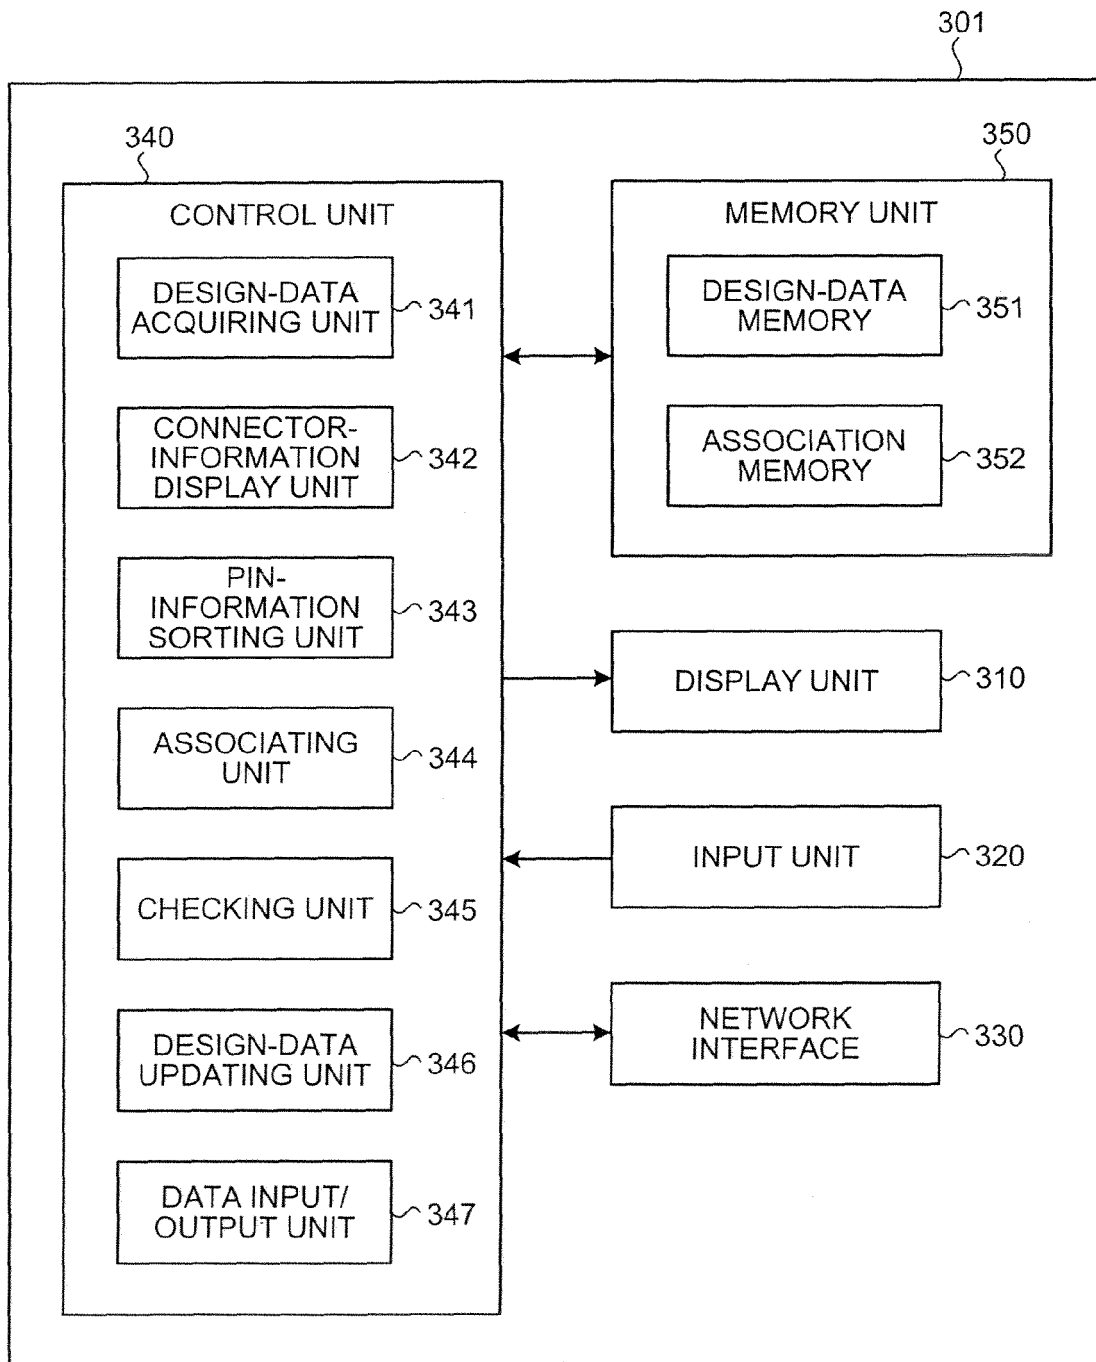 301
340
CONTROL UNIT
DESIGN-DATA
ACQUIRING UNIT
341
CONNECTOR-
INFORMATION
DISPLAY UNIT
342
PIN-
INFORMATION
SORTING UNIT
343
ASSOCIATING
UNIT
344
CHECKING UNIT
345
DESIGN-DATA
UPDATING UNIT
346
DATA INPUT/
OUTPUT UNIT
347
350
MEMORY UNIT
DESIGN-DATA
MEMORY
351
ASSOCIATION
MEMORY
352
DISPLAY UNIT
310
INPUT UNIT
320
NETWORK
INTERFACE
330